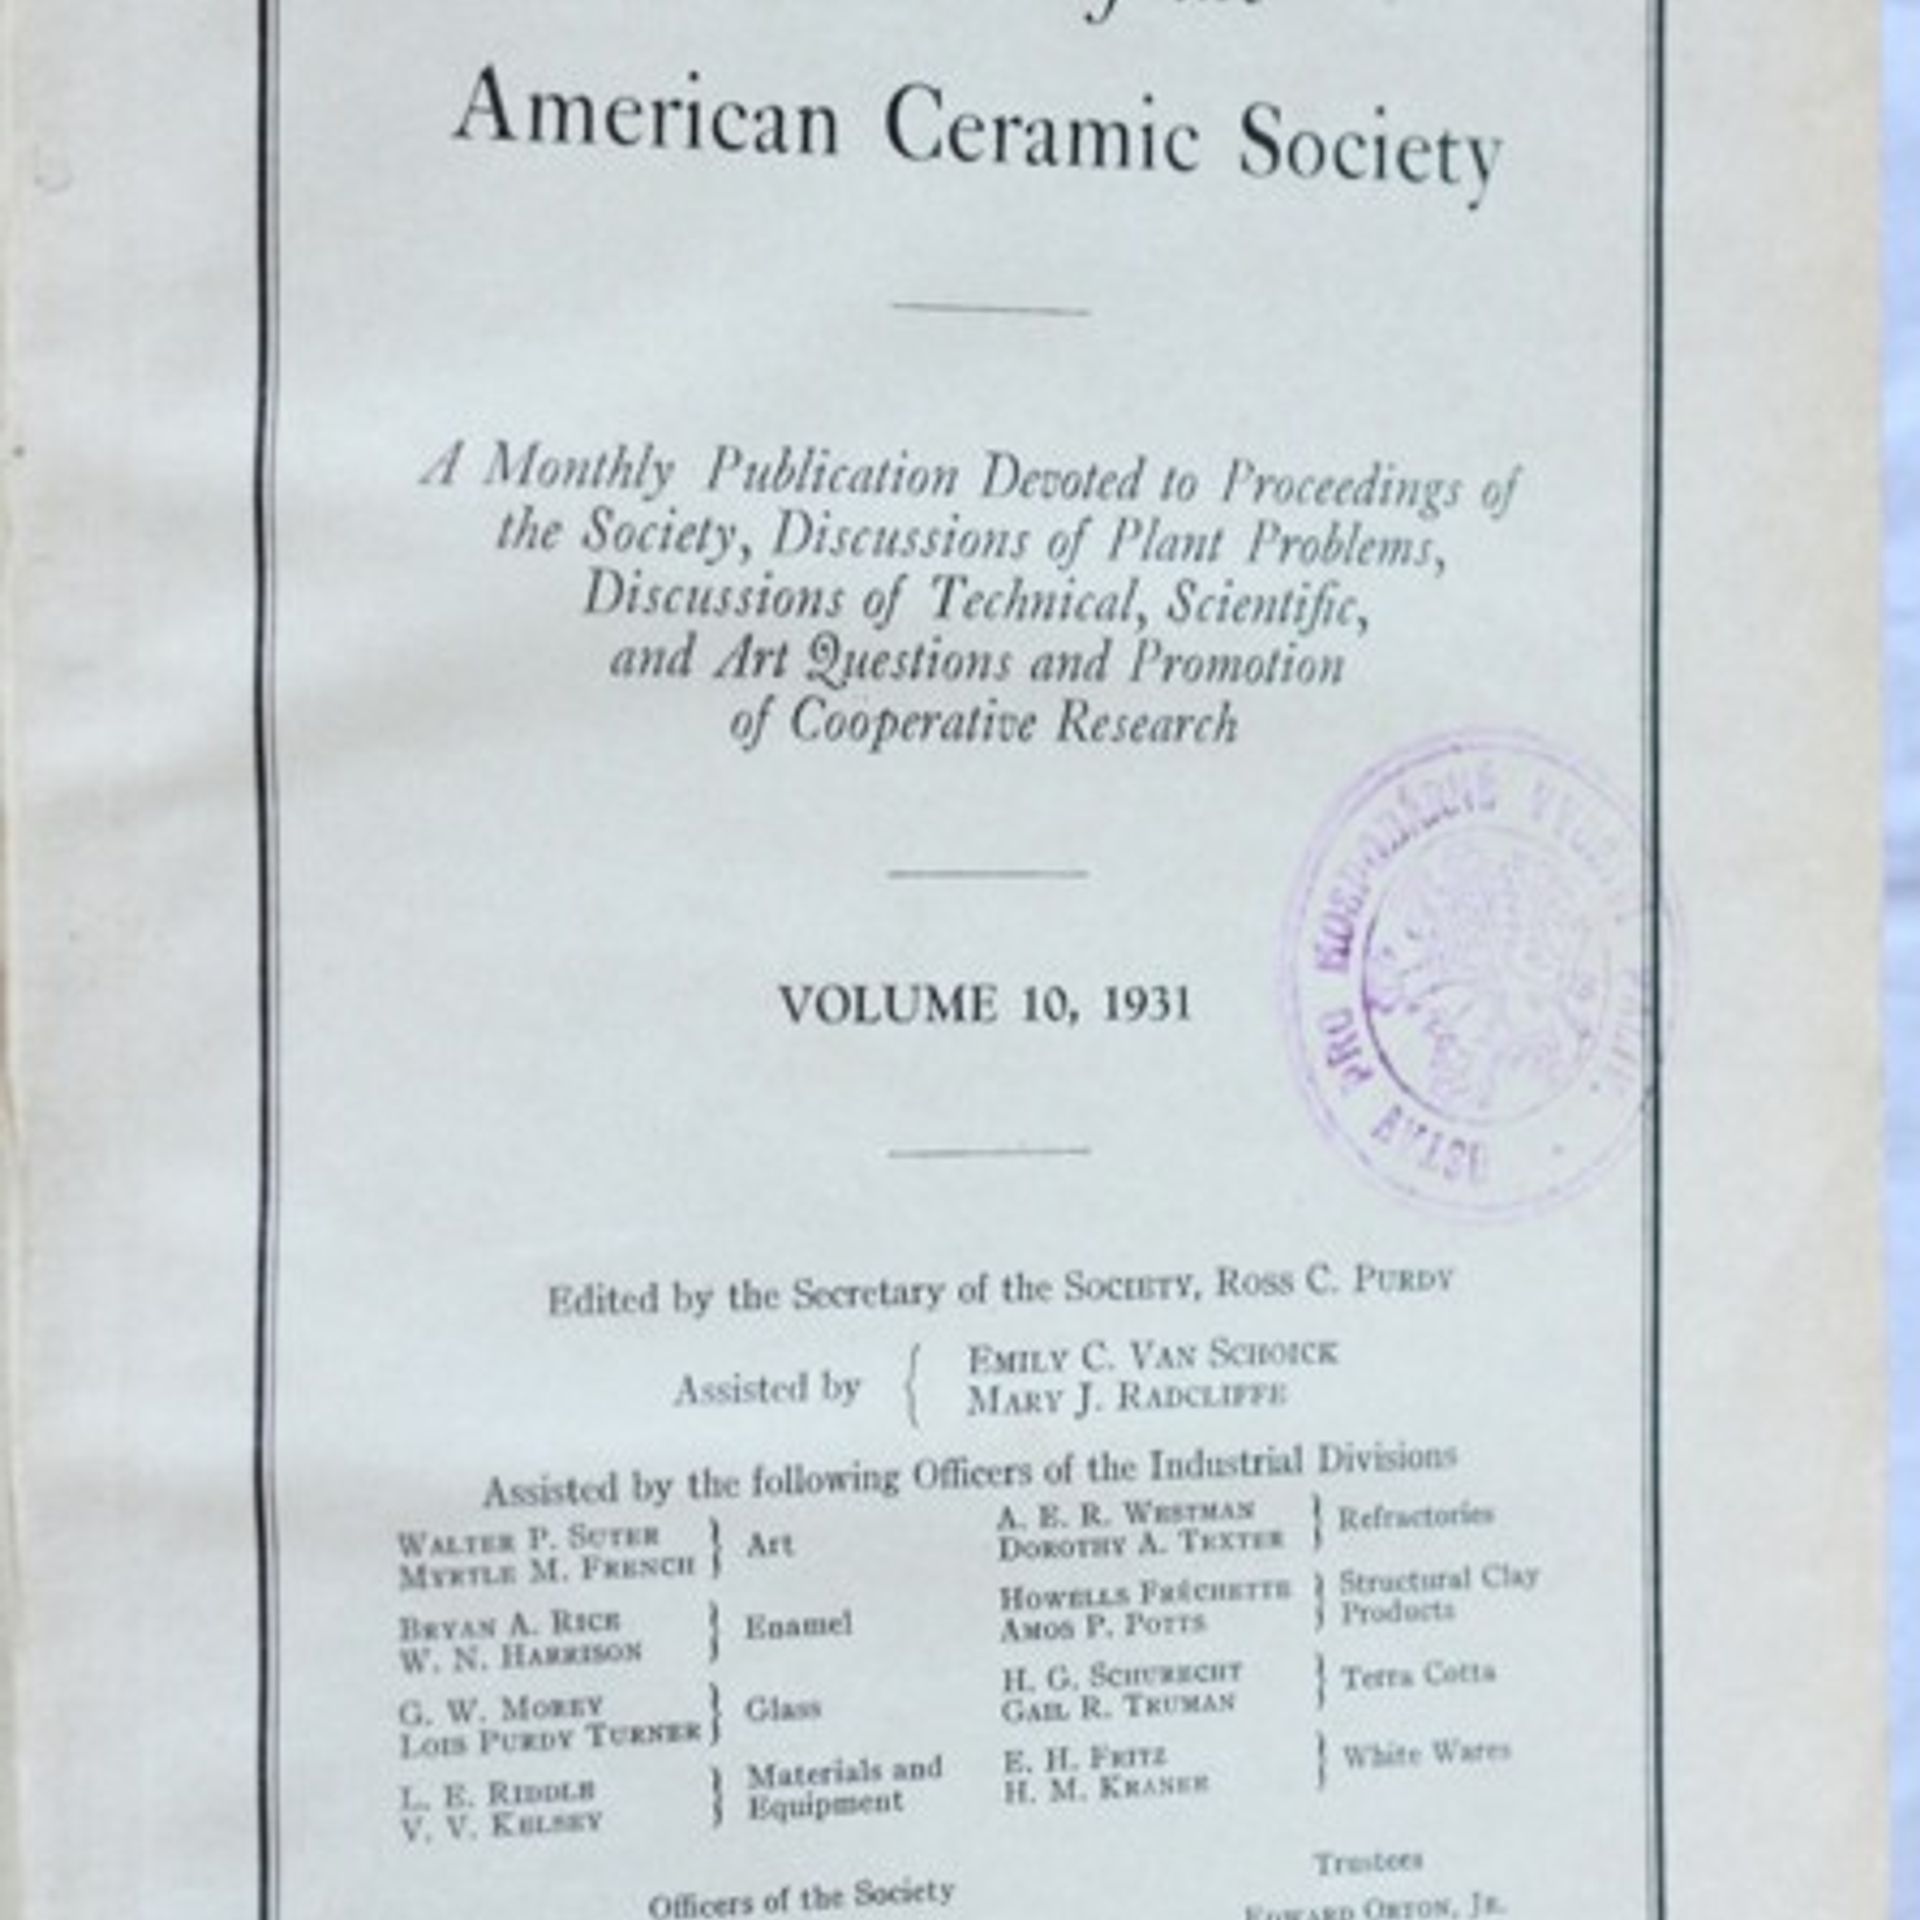 American Ceramic Society
A Monthly Publication Devoted to Proceedings of
the Society, Discussions of Plant Problems,
Discussions of Technical, Scientific,
and Art Questions and Promotion
of Cooperative Research
VOLUME 10, 1931
PRO
Edited by the Secretary of the SOCIETY, ROSS C. PURDY
Assisted by { EMILY C. VAN SCHOICK
MARY J. RADCLIFFE
Assisted by the following Officers of the Industrial Divisions
WALTER P. SUTER
MYRTLE M. FRENCH } Art
BRYAN A. RICE
W. N. HARRISON } Enamel
G. W. MOREY
LOIS PURDY TURNER } Glass
L. E. RIDDLE
V. V. KELSEY } Materials and
Equipment
A. E. R. WESTMAN
DOROTHY A. TEXTER } Refractories
HOWELLS FRÉCHETTE
AMOS P. POTTS } Structural Clay
Products
H. G. SCHURECHT
GAIL R. TRUMAN } Terra Cotta
E. H. FRITZ
H. M. KRANER } White Wares
Officers of the Society
Trustees
EDWARD ORTON, JR.